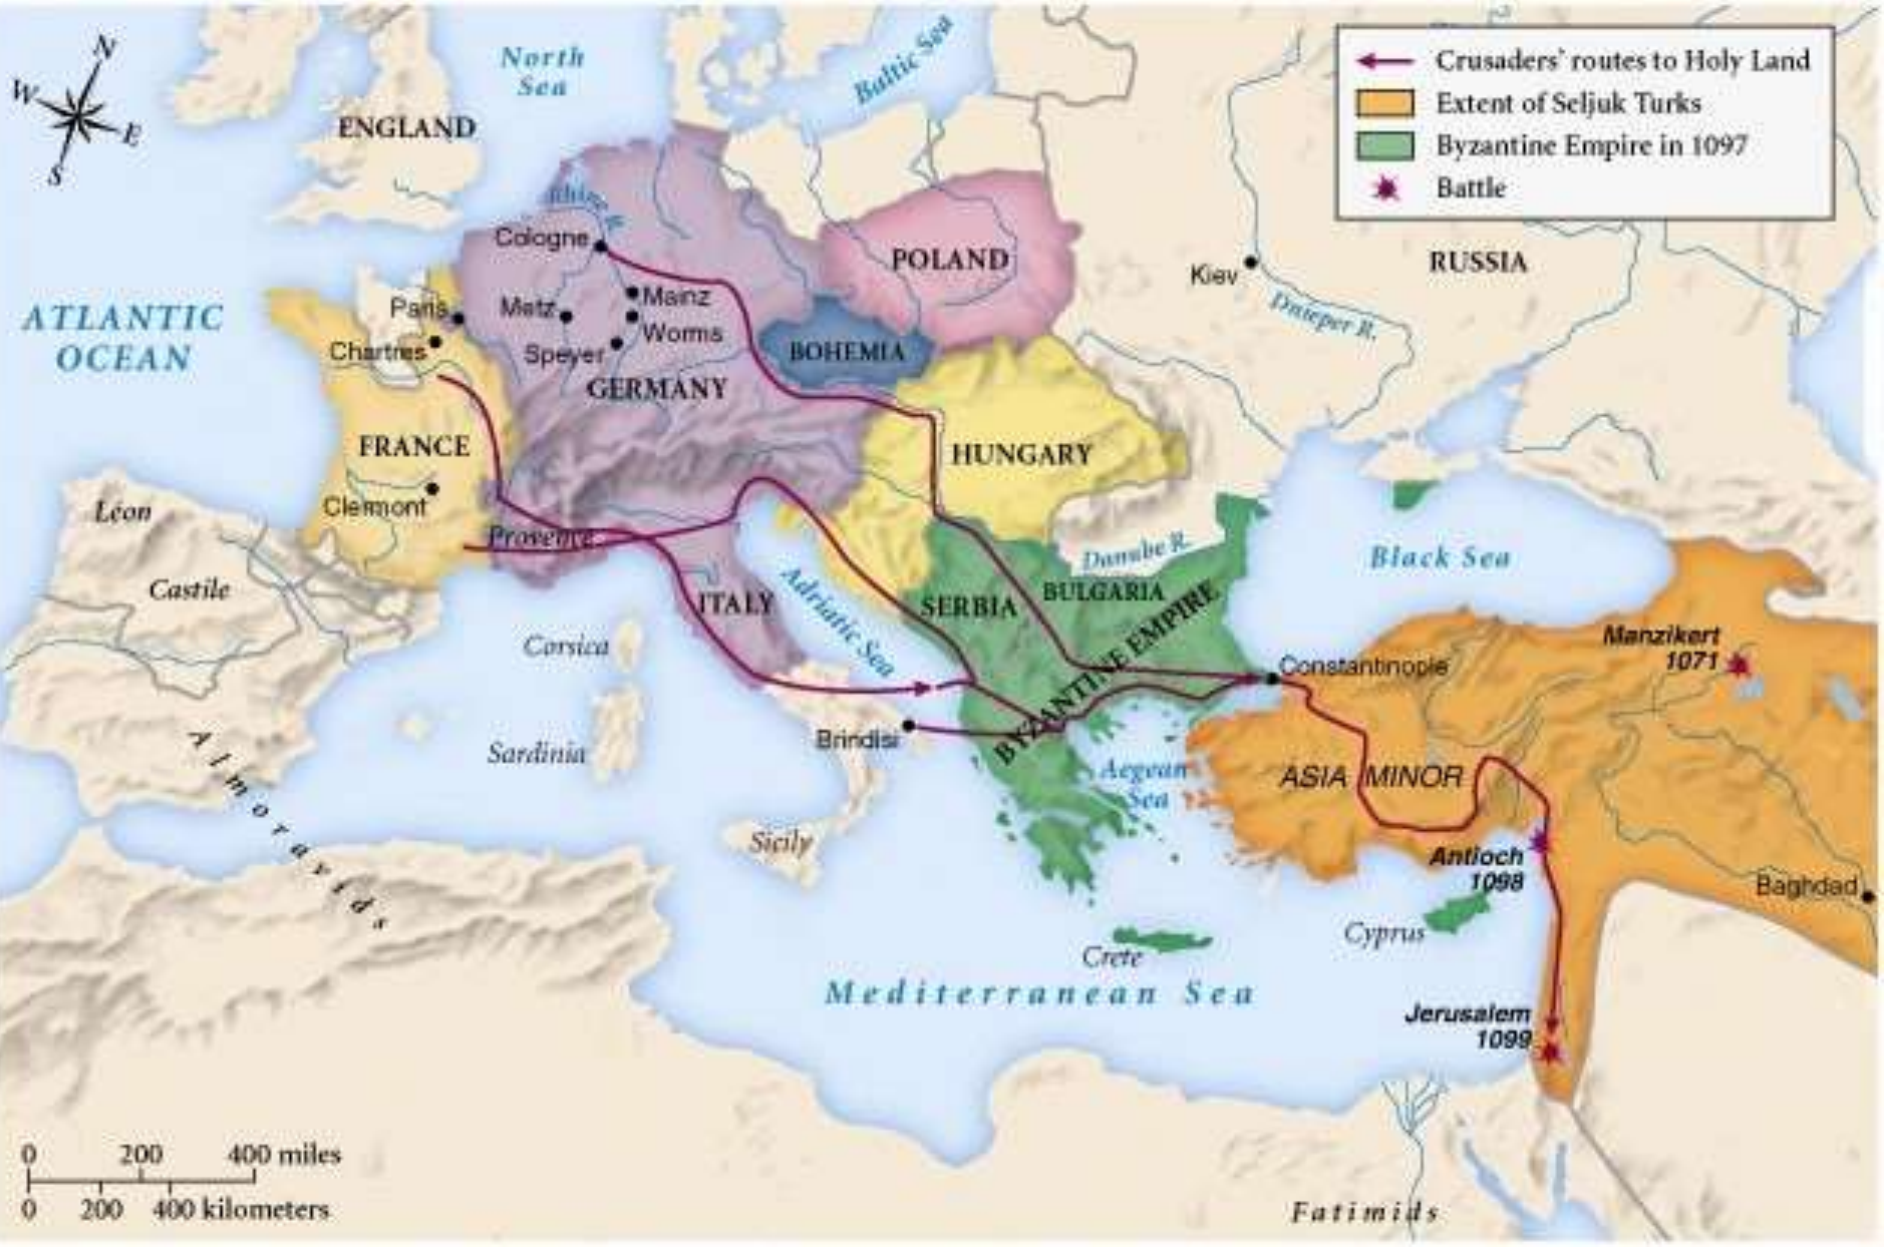 N
W
E
S
North
Sea
Baltic Sea
Crusaders' routes to Holy Land
Extent of Seljuk Turks
Byzantine Empire in 1097
Battle
ENGLAND
Rhine R.
Cologne
POLAND
Kiev
RUSSIA
ATLANTIC
OCEAN
Paris
Metz
Mainz
Worms
Dnieper R.
Chartres
Speyer
BOHEMIA
GERMANY
FRANCE
HUNGARY
Clermont
Léon
Provence
Danube R.
Black Sea
Castile
ITALY
Adriatic Sea
SERBIA
BULGARIA
BYZANTINE EMPIRE
Corsica
Manzikert
1071
Constantinople
Almoravids
Sardinia
Brindisi
Aegean
Sea
ASIA MINOR
Sicily
Antioch
1098
Baghdad
Cyprus
Crete
Mediterranean Sea
Jerusalem
1099
0 200 400 miles
0 200 400 kilometers
Fatimids